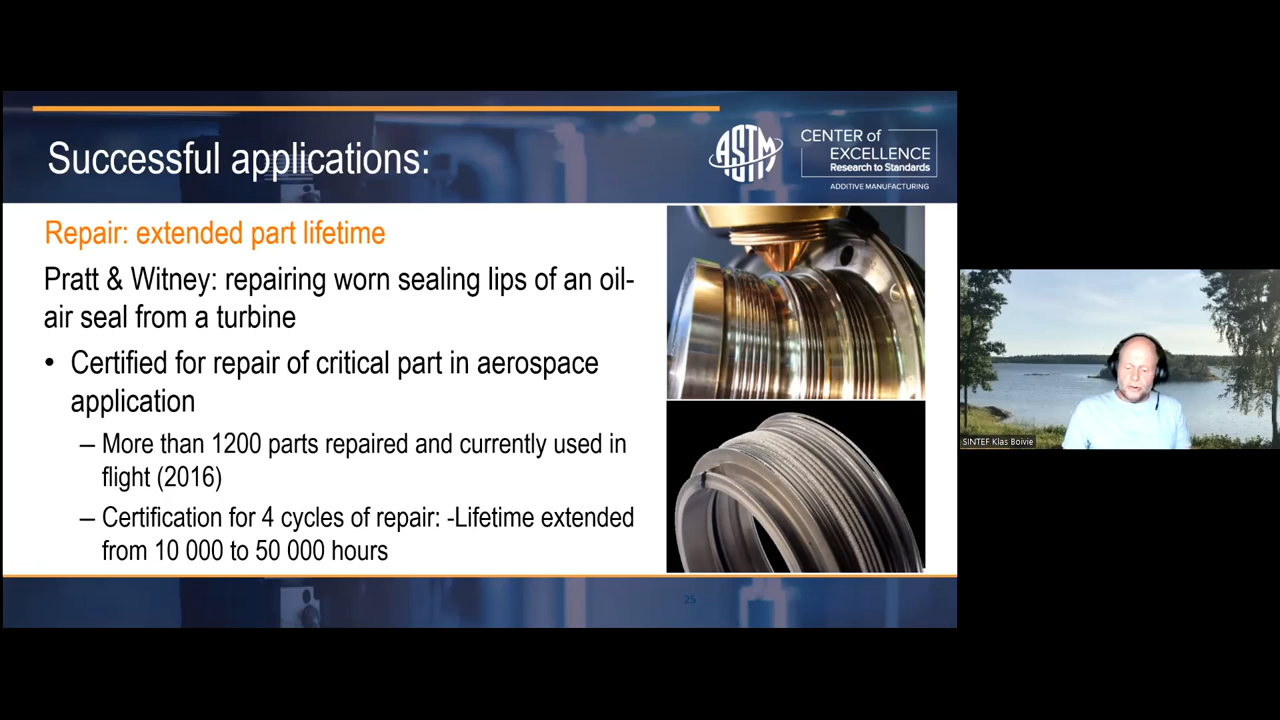 Successful applications:
ASTM
CENTER of
EXCELLENCE
Research to Standards
ADDITIVE MANUFACTURING
Repair: extended part lifetime
Pratt & Witney: repairing worn sealing lips of an oil-
air seal from a turbine
• Certified for repair of critical part in aerospace
application
– More than 1200 parts repaired and currently used in
flight (2016)
– Certification for 4 cycles of repair: -Lifetime extended
from 10 000 to 50 000 hours
25
SINTEF Klas Boivie